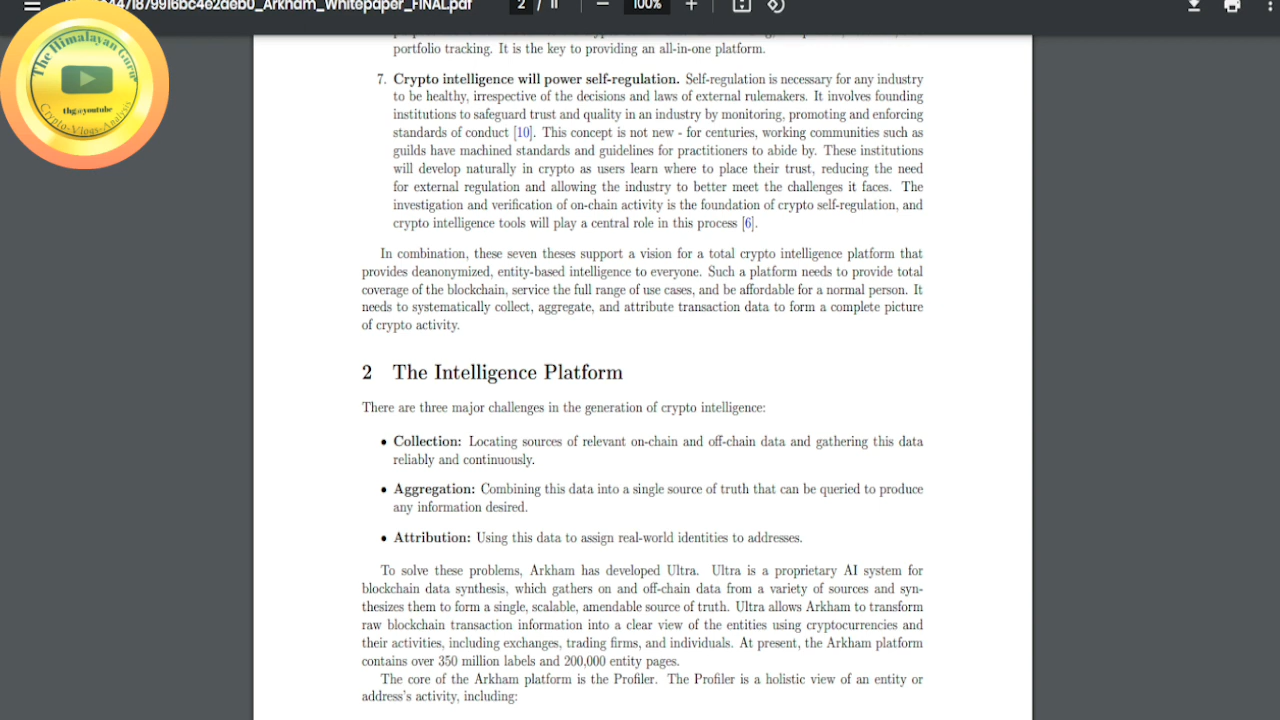 471879916bc4e2deb0_Arkham_Whitepaper_FINAL.pdf
2 / 11
100%
The Himalayan Guru
thg@youtube
Crypto-Vlogs-Analysis
portfolio tracking. It is the key to providing an all-in-one platform.
7. Crypto intelligence will power self-regulation. Self-regulation is necessary for any industry
to be healthy, irrespective of the decisions and laws of external rulemakers. It involves founding
institutions to safeguard trust and quality in an industry by monitoring, promoting and enforcing
standards of conduct [10]. This concept is not new - for centuries, working communities such as
guilds have machined standards and guidelines for practitioners to abide by. These institutions
will develop naturally in crypto as users learn where to place their trust, reducing the need
for external regulation and allowing the industry to better meet the challenges it faces. The
investigation and verification of on-chain activity is the foundation of crypto self-regulation, and
crypto intelligence tools will play a central role in this process [6].
In combination, these seven theses support a vision for a total crypto intelligence platform that
provides deanonymized, entity-based intelligence to everyone. Such a platform needs to provide total
coverage of the blockchain, service the full range of use cases, and be affordable for a normal person. It
needs to systematically collect, aggregate, and attribute transaction data to form a complete picture
of crypto activity.
2 The Intelligence Platform
There are three major challenges in the generation of crypto intelligence:
• Collection: Locating sources of relevant on-chain and off-chain data and gathering this data
reliably and continuously.
• Aggregation: Combining this data into a single source of truth that can be queried to produce
any information desired.
• Attribution: Using this data to assign real-world identities to addresses.
To solve these problems, Arkham has developed Ultra. Ultra is a proprietary AI system for
blockchain data synthesis, which gathers on and off-chain data from a variety of sources and syn-
thesizes them to form a single, scalable, amendable source of truth. Ultra allows Arkham to transform
raw blockchain transaction information into a clear view of the entities using cryptocurrencies and
their activities, including exchanges, trading firms, and individuals. At present, the Arkham platform
contains over 350 million labels and 200,000 entity pages.
The core of the Arkham platform is the Profiler. The Profiler is a holistic view of an entity or
address's activity, including: